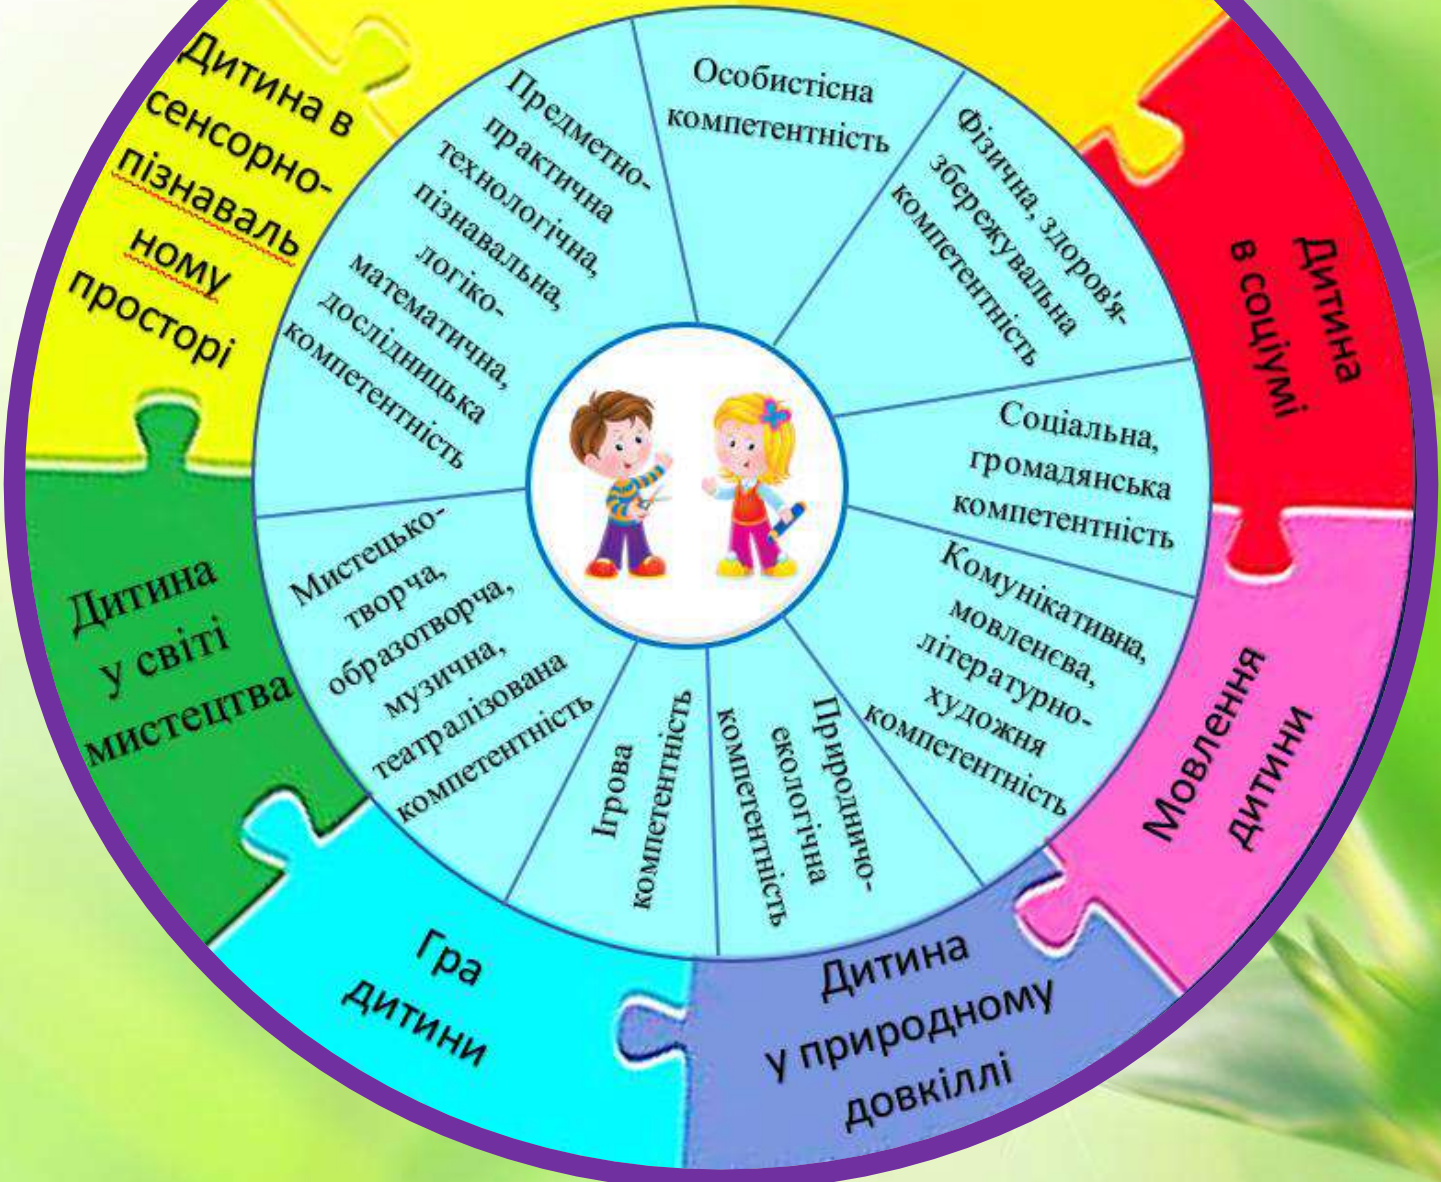 Особистісна
компетентність
Фізична, здоров'я-
збережувальна
компетентність
Соціальна,
громадянська
компетентність
Комунікативна,
мовленєва,
літературно-
художня
компетентність
Природничо-
екологічна
компетентність
Ігрова
компетентність
Мистецько-
творча,
образотворча,
музична,
театралізована
компетентність
Предметно-
практична
технологічна,
пізнавальна,
логіко-
математична,
дослідницька
компетентність
Дитина
в соціумі
Мовлення
дитини
Дитина
у природному
довкіллі
Гра
дитини
Дитина
у світі
мистецтва
Дитина в
сенсорно-
пізнаваль
ному
просторі